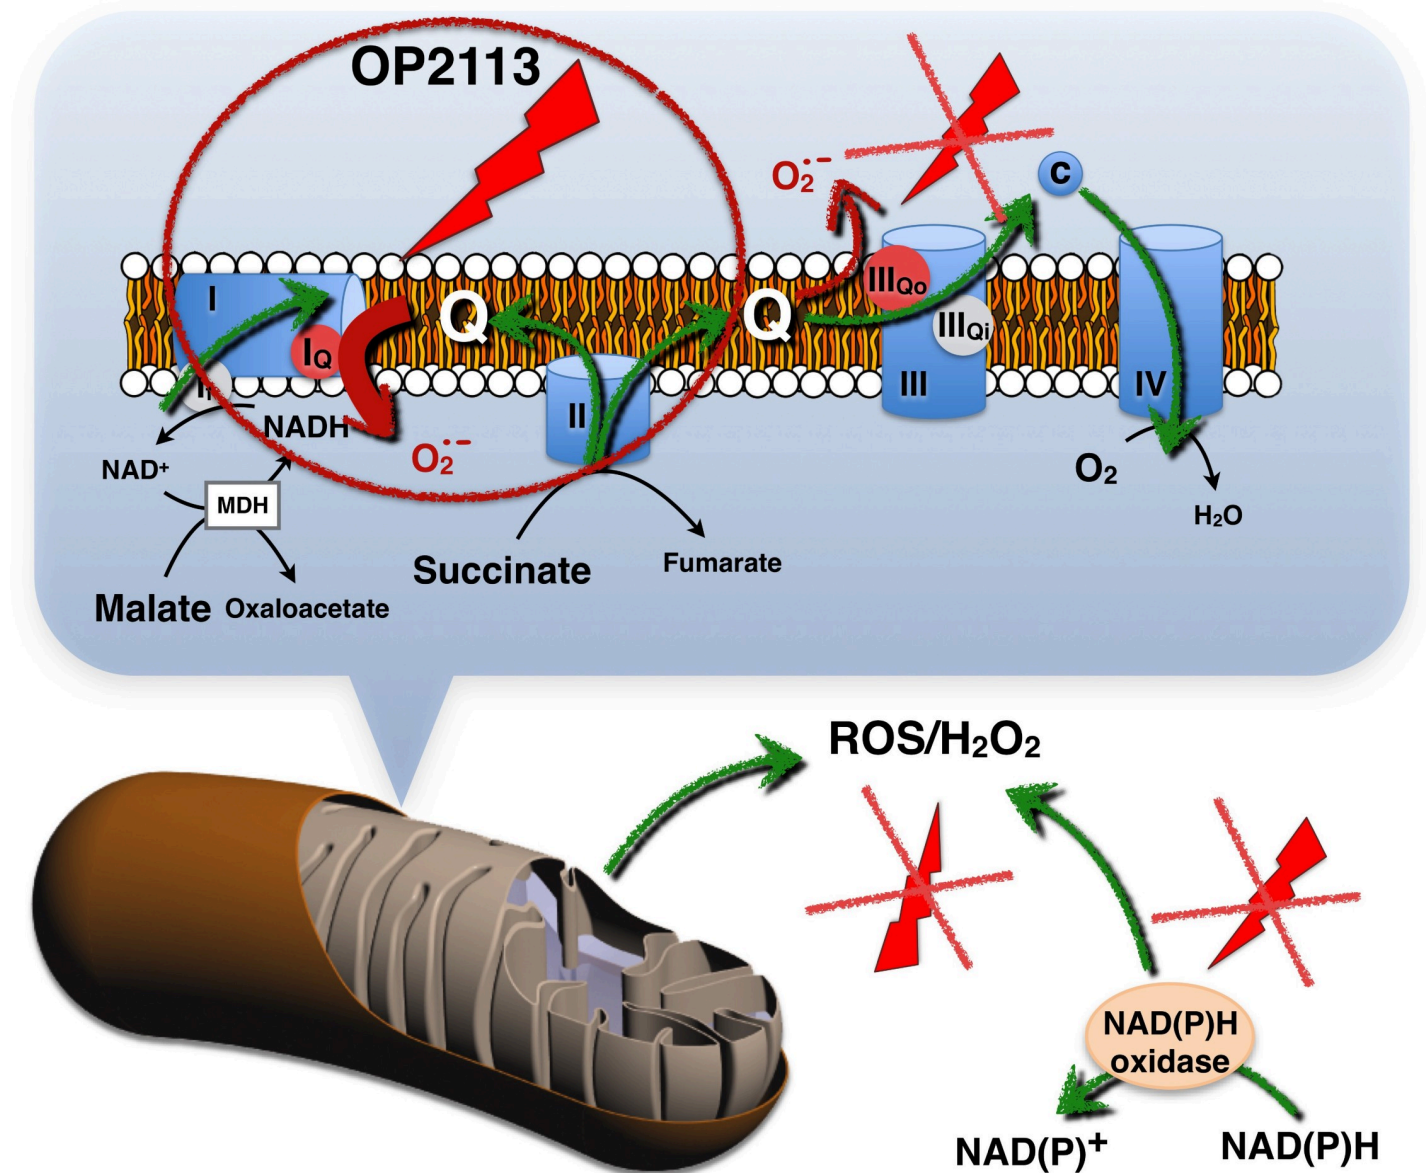 OP2113
O₂•-
C
I
IQ
Q
Q
IIIQo
IIIQi
II
III
IV
NADH
NAD+
O₂•-
MDH
O₂
H₂O
Succinate
Fumarate
Malate
Oxaloacetate
ROS/H₂O₂
NAD(P)H
oxidase
NAD(P)+
NAD(P)H